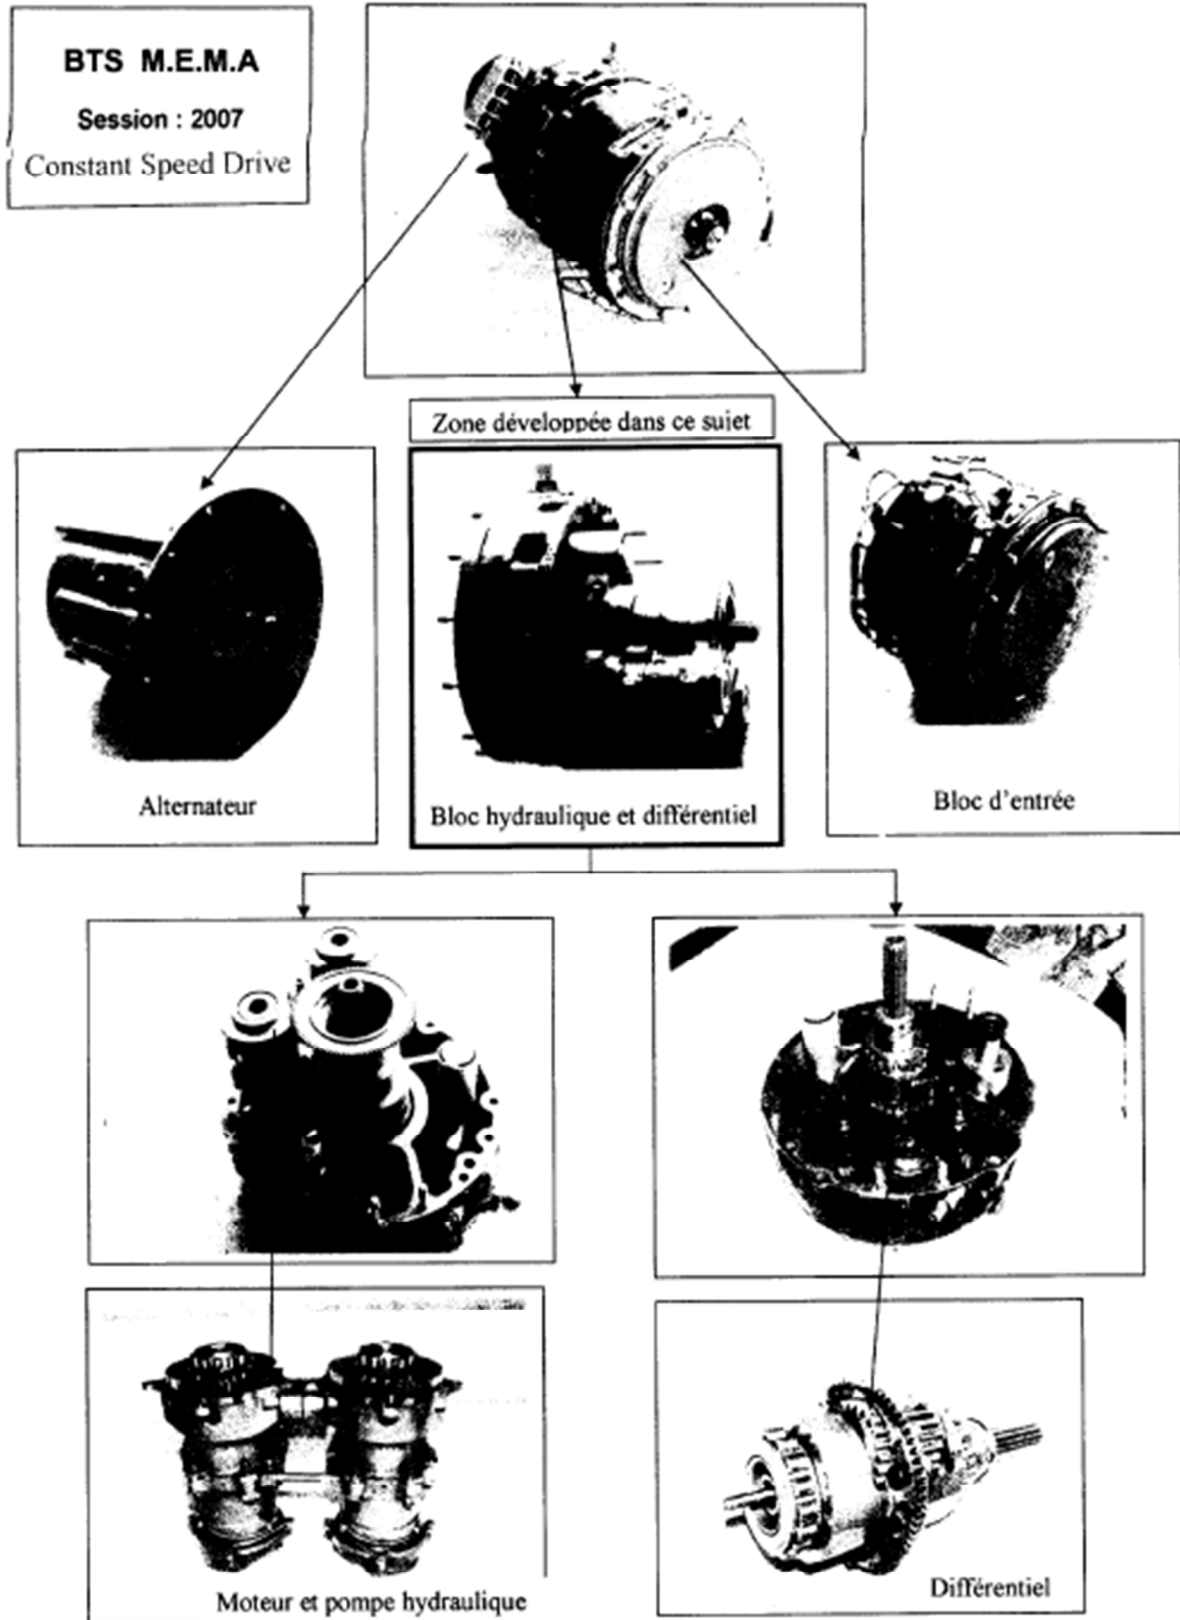 BTS M.E.M.A
Session : 2007
Constant Speed Drive
Zone développée dans ce sujet
Alternateur
Bloc hydraulique et différentiel
Bloc d'entrée
Moteur et pompe hydraulique
Différentiel